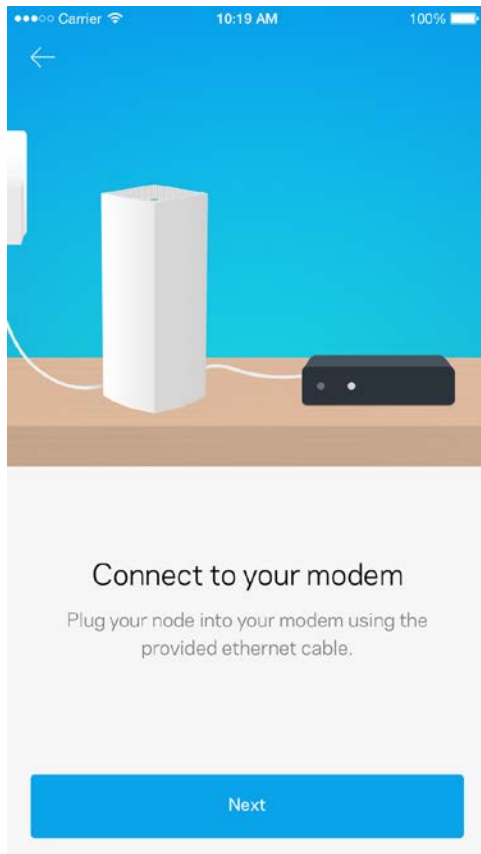 Carrier 10:19 AM 100%
Connect to your modem
Plug your node into your modem using the
provided ethernet cable.
Next